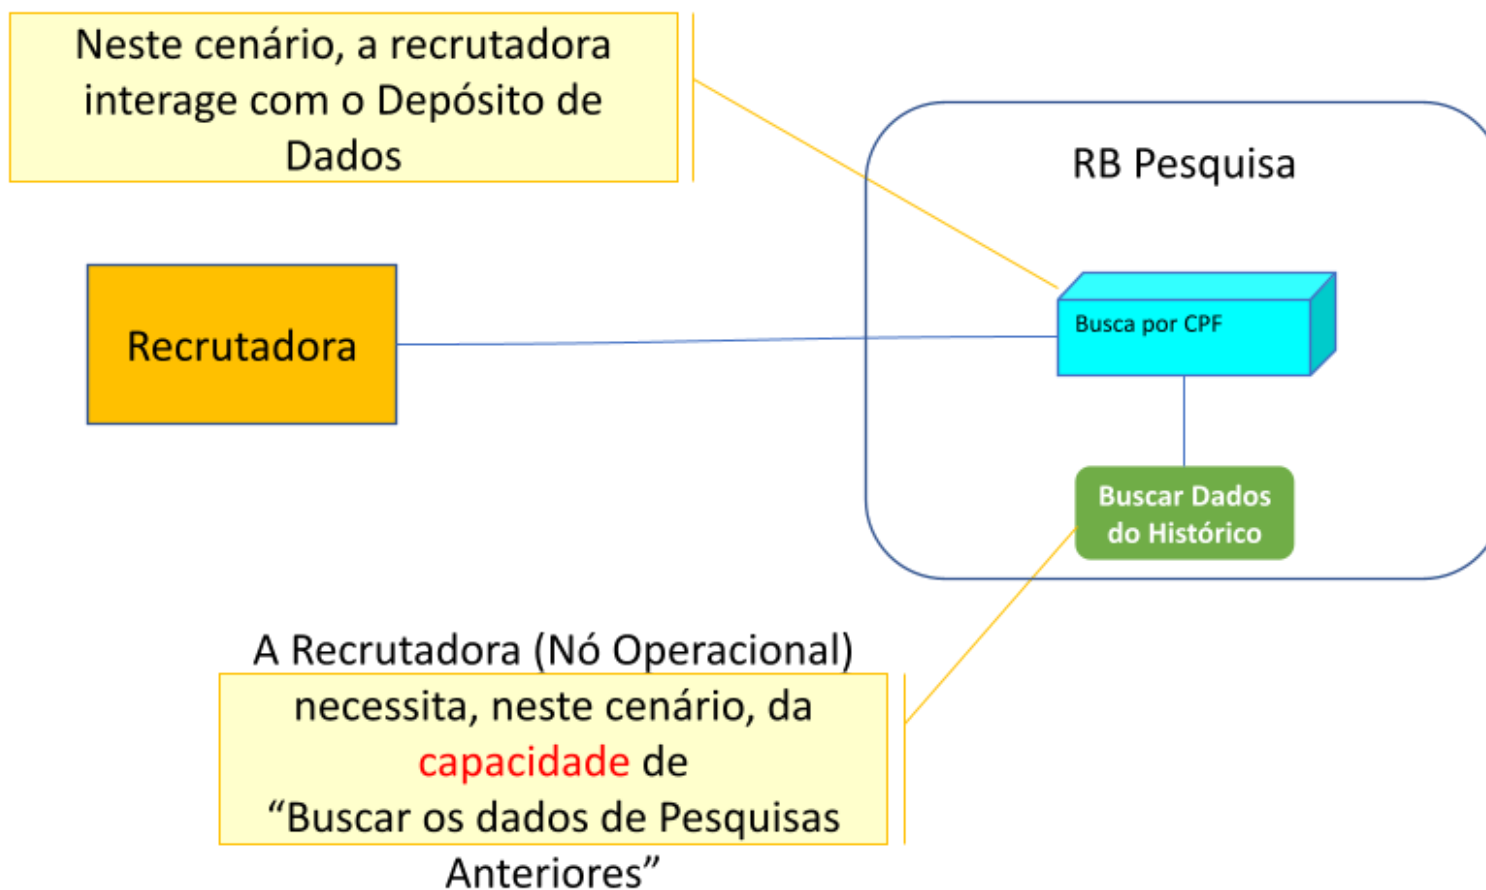 Neste cenário, a recrutadora
interage com o Depósito de
Dados
RB Pesquisa
Recrutadora
Busca por CPF
Buscar Dados
do Histórico
A Recrutadora (Nó Operacional)
necessita, neste cenário, da
capacidade de
“Buscar os dados de Pesquisas
Anteriores”